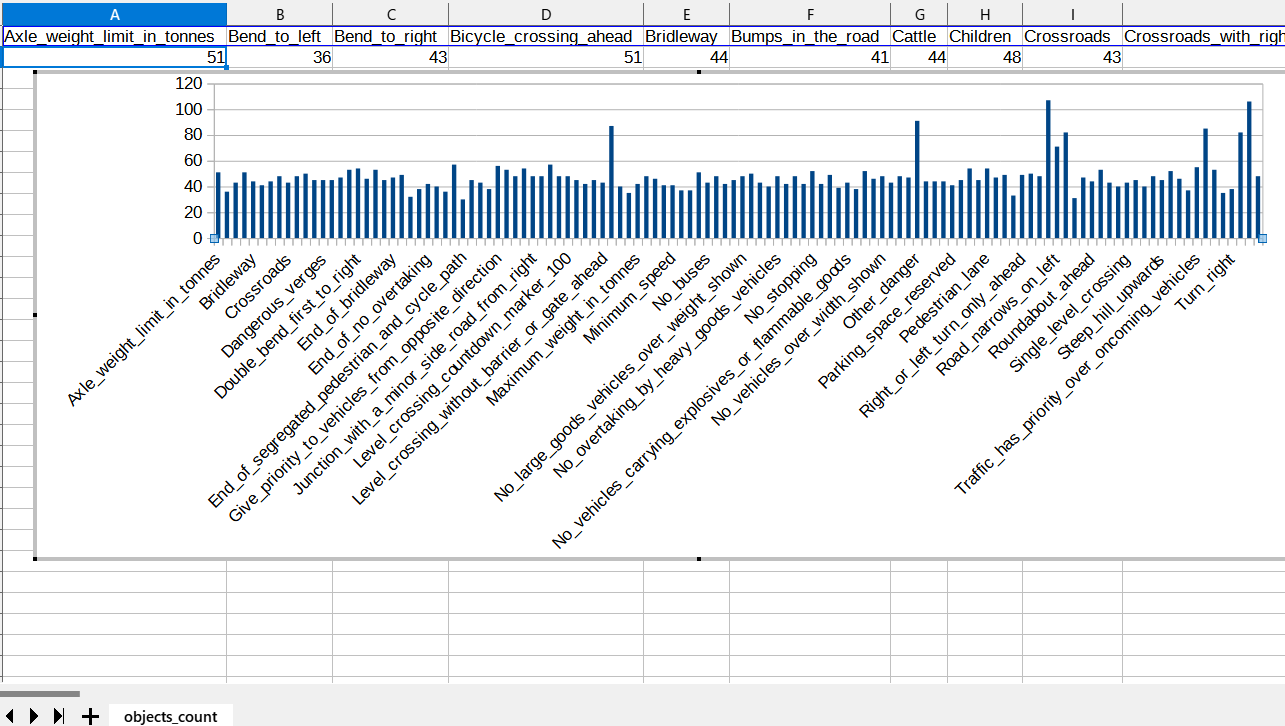 A B C D E F G H I
Axle_weight_limit_in_tonnes Bend_to_left Bend_to_right Bicycle_crossing_ahead Bridleway Bumps_in_the_road Cattle Children Crossroads Crossroads_with_righ
51 36 43 51 44 41 44 48 43
120
100
80
60
40
20
0
Axle_weight_limit_in_tonnes
Bridleway
Crossroads
Dangerous_verges
Double_bend_first_to_right
End_of_bridleway
End_of_no_overtaking
End_of_segregated_pedestrian_and_cycle_path
Give_priority_to_vehicles_from_opposite_direction
Junction_with_a_minor_side_road_from_right
Level_crossing_countdown_marker_100
Level_crossing_without_barrier_or_gate_ahead
Maximum_weight_in_tonnes
Minimum_speed
No_buses
No_large_goods_vehicles_over_weight_shown
No_overtaking_by_heavy_goods_vehicles
No_stopping
No_vehicles_carrying_explosives_or_flammable_goods
No_vehicles_over_width_shown
Other_danger
Parking_space_reserved
Pedestrian_lane
Right_or_left_turn_only_ahead
Road_narrows_on_left
Roundabout_ahead
Single_level_crossing
Steep_hill_upwards
Traffic_has_priority_over_oncoming_vehicles
Turn_right
objects_count